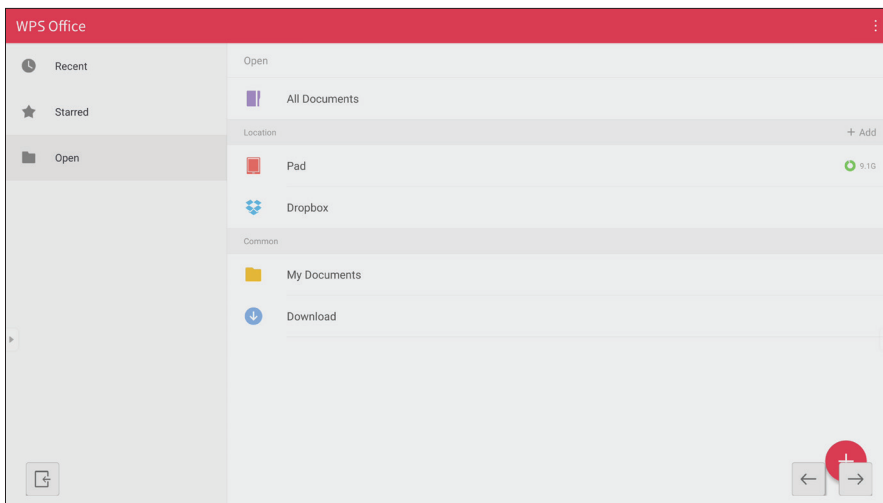 WPS Office
Recent
Starred
Open
Open
All Documents
Location
+ Add
Pad
9.1G
Dropbox
Common
My Documents
Download